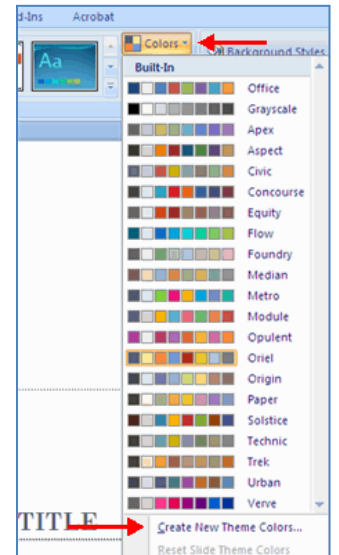 d-Ins Acrobat
Colors
Background Styles
Aa
Built-In
Office
Grayscale
Apex
Aspect
Civic
Concourse
Equity
Flow
Foundry
Median
Metro
Module
Opulent
Oriel
Origin
Paper
Solstice
Technic
Trek
Urban
Verve
TITLE
Create New Theme Colors...
Reset Slide Theme Colors